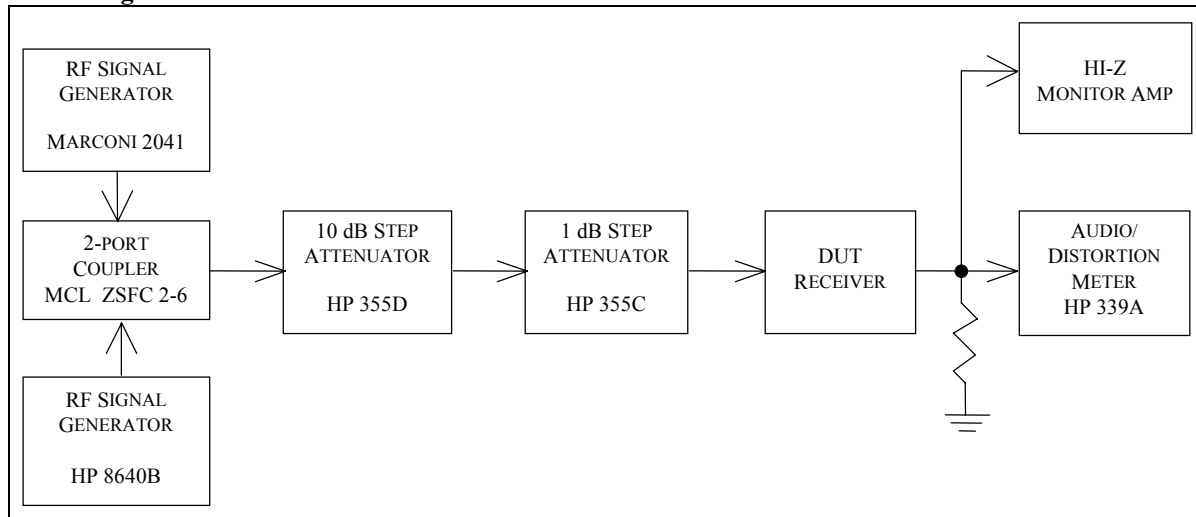 RF SIGNAL
GENERATOR
MARCONI 2041
2-PORT
COUPLER
MCL ZSFC 2-6
RF SIGNAL
GENERATOR
HP 8640B
10 dB STEP
ATTENUATOR
HP 355D
1 dB STEP
ATTENUATOR
HP 355C
DUT
RECEIVER
HI-Z
MONITOR AMP
AUDIO/
DISTORTION
METER
HP 339A